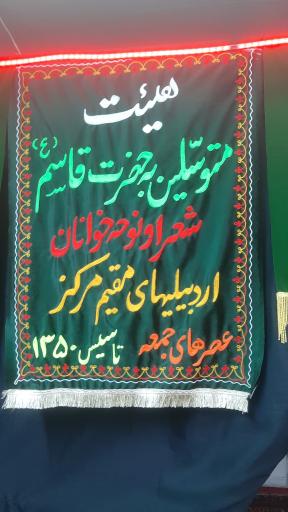 هیئت
متوسلین به حضرت قاسم (ع)
شعرا و نوحه خوانان
اردبیلیهای مقیم مرکز
عصرهای جمعه تاسیس ۱۳۵۰